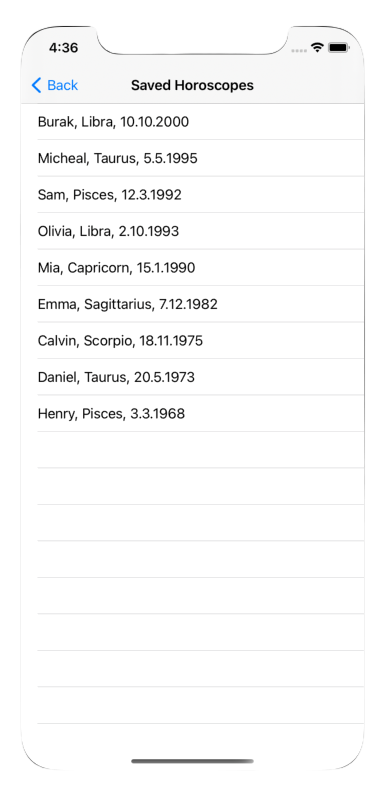 4:36
Back Saved Horoscopes
Burak, Libra, 10.10.2000
Micheal, Taurus, 5.5.1995
Sam, Pisces, 12.3.1992
Olivia, Libra, 2.10.1993
Mia, Capricorn, 15.1.1990
Emma, Sagittarius, 7.12.1982
Calvin, Scorpio, 18.11.1975
Daniel, Taurus, 20.5.1973
Henry, Pisces, 3.3.1968